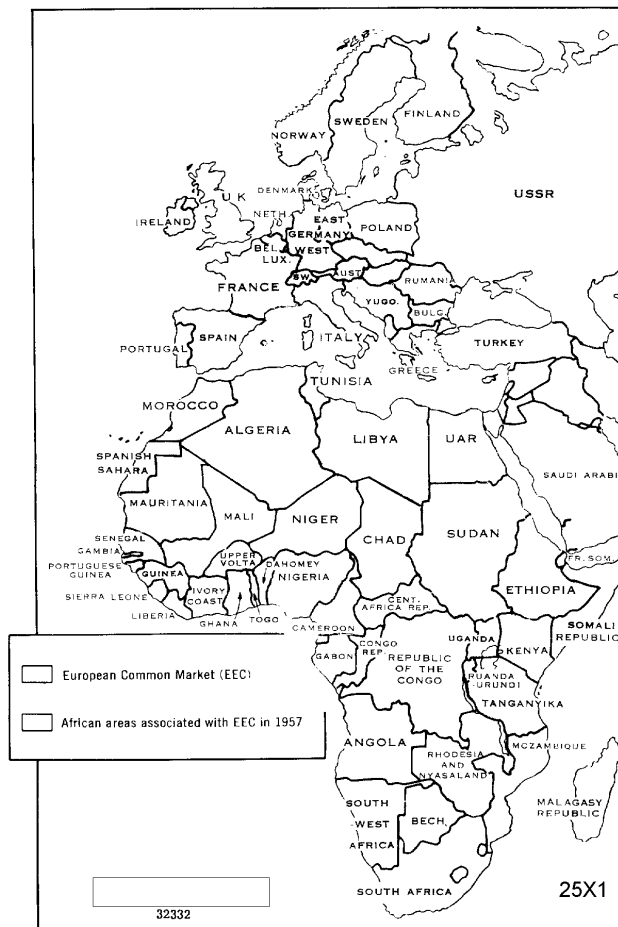 NORWAY
SWEDEN
FINLAND
USSR
DENMARK
U K
IRELAND
NETH.
EAST
GERMANY
WEST
POLAND
BEL.
LUX.
FRANCE
SW.
AUST.
RUMANIA
YUGO.
BULG.
PORTUGAL
SPAIN
ITALY
GREECE
TURKEY
TUNISIA
MOROCCO
ALGERIA
LIBYA
UAR
SPANISH
SAHARA
SAUDI ARABI
MAURITANIA
MALI
NIGER
CHAD
SUDAN
SENEGAL
GAMBIA
PORTUGUESE
GUINEA
GUINEA
UPPER
VOLTA
DAHOMEY
NIGERIA
FR. SOM.
ETHIOPIA
SIERRA LEONE
IVORY
COAST
LIBERIA
GHANA
TOGO
CAMEROON
CENT.
AFRICA REP.
SOMALI
REPUBLIC
GABON
CONGO
REP.
REPUBLIC
OF THE
CONGO
UGANDA
KENYA
RUANDA
-URUNDI
TANGANYIKA
European Common Market (EEC)
African areas associated with EEC in 1957
ANGOLA
RHODESIA
AND
NYASALAND
MOZAMBIQUE
MALAGASY
REPUBLIC
SOUTH
-WEST
AFRICA
BECH.
SOUTH AFRICA
25X1
32332